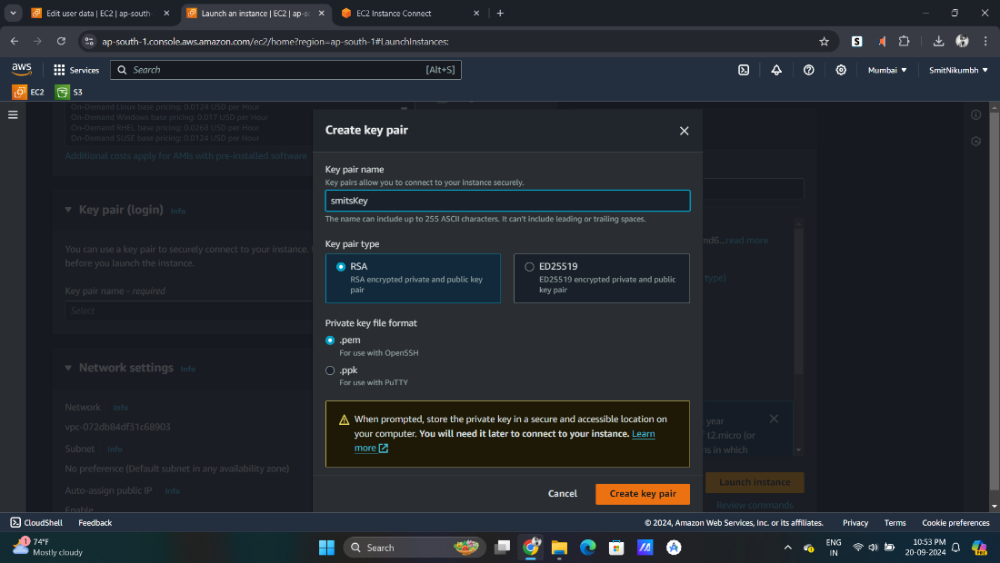 Edit user data | EC2 | ap-south-
Launch an instance | EC2 | ap-s
EC2 Instance Connect
ap-south-1.console.aws.amazon.com/ec2/home?region=ap-south-1#LaunchInstances:
aws
Services
Search
[Alt+S]
Mumbai
SmitNikumbh
EC2
S3
On-Demand Linux base pricing: 0.0124 USD per Hour
On-Demand Windows base pricing: 0.017 USD per Hour
On-Demand RHEL base pricing: 0.0268 USD per Hour
On-Demand SUSE base pricing: 0.0124 USD per Hour
Additional costs apply for AMIs with pre-installed software
Key pair (login) Info
You can use a key pair to securely connect to your instance.
before you launch the instance.
Key pair name - required
Select
Network settings Info
Network Info
vpc-072db84df31c68903
Subnet Info
No preference (Default subnet in any availability zone)
Auto-assign public IP Info
Enable
Create key pair
Key pair name
Key pairs allow you to connect to your instance securely.
smitsKey
The name can include up to 255 ASCII characters. It can't include leading or trailing spaces.
Key pair type
RSA
RSA encrypted private and public key
pair
ED25519
ED25519 encrypted private and public
key pair
Private key file format
.pem
For use with OpenSSH
.ppk
For use with PuTTY
When prompted, store the private key in a secure and accessible location on
your computer. You will need it later to connect to your instance. Learn
more
Cancel
Create key pair
md6...read more
type)
year
t2.micro (or
ns in which
Launch instance
Review commands
CloudShell
Feedback
© 2024, Amazon Web Services, Inc. or its affiliates.
Privacy
Terms
Cookie preferences
1
74°F
Mostly cloudy
Search
ENG
IN
10:53 PM
20-09-2024